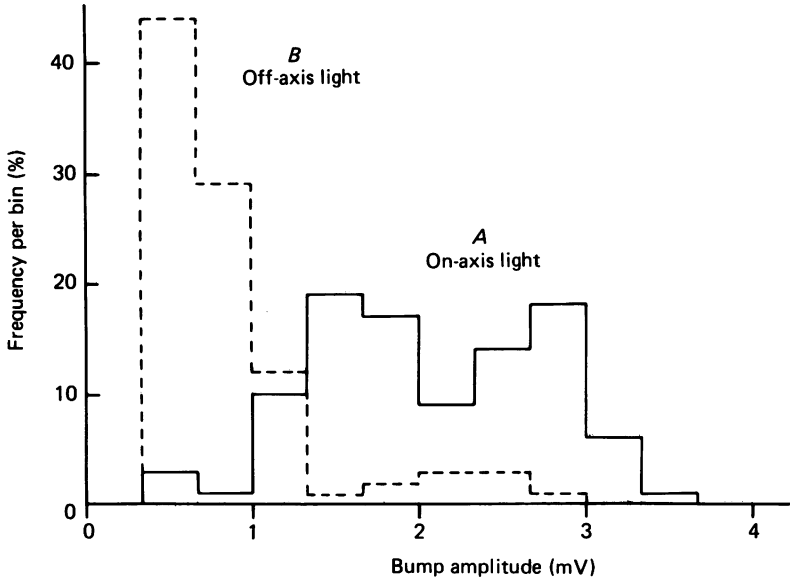 B
Off-axis light
A
On-axis light
Frequency per bin (%)
40
30
20
10
0
0 1 2 3 4
Bump amplitude (mV)